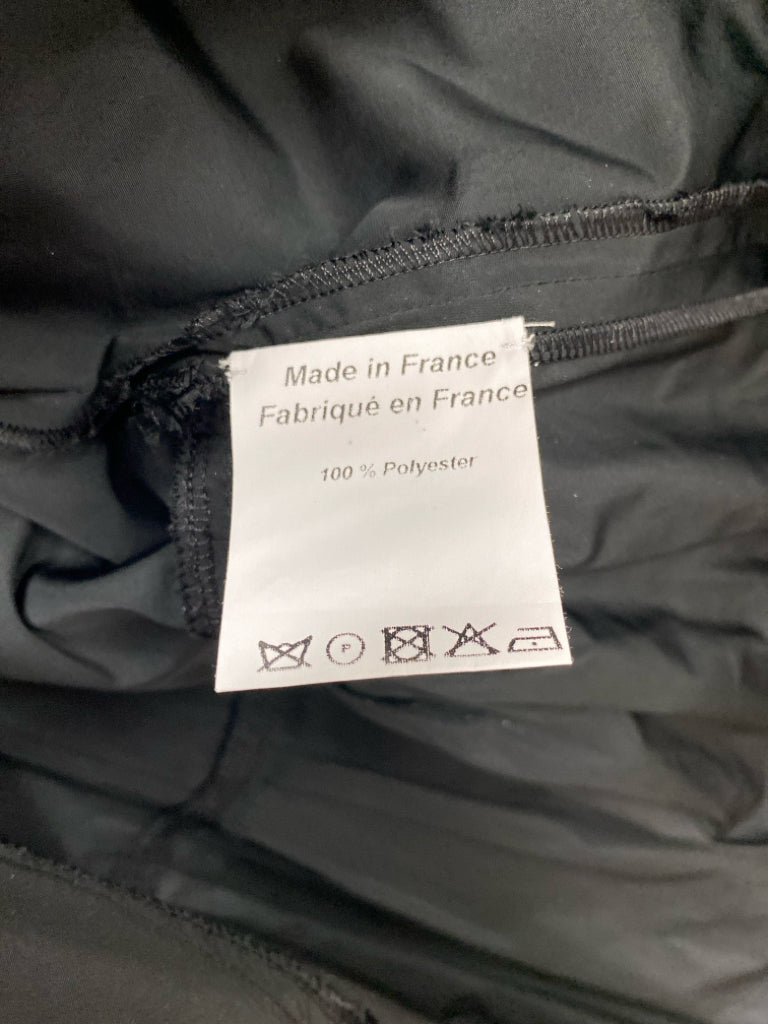 Made in France
Fabriqué en France
100 % Polyester
P